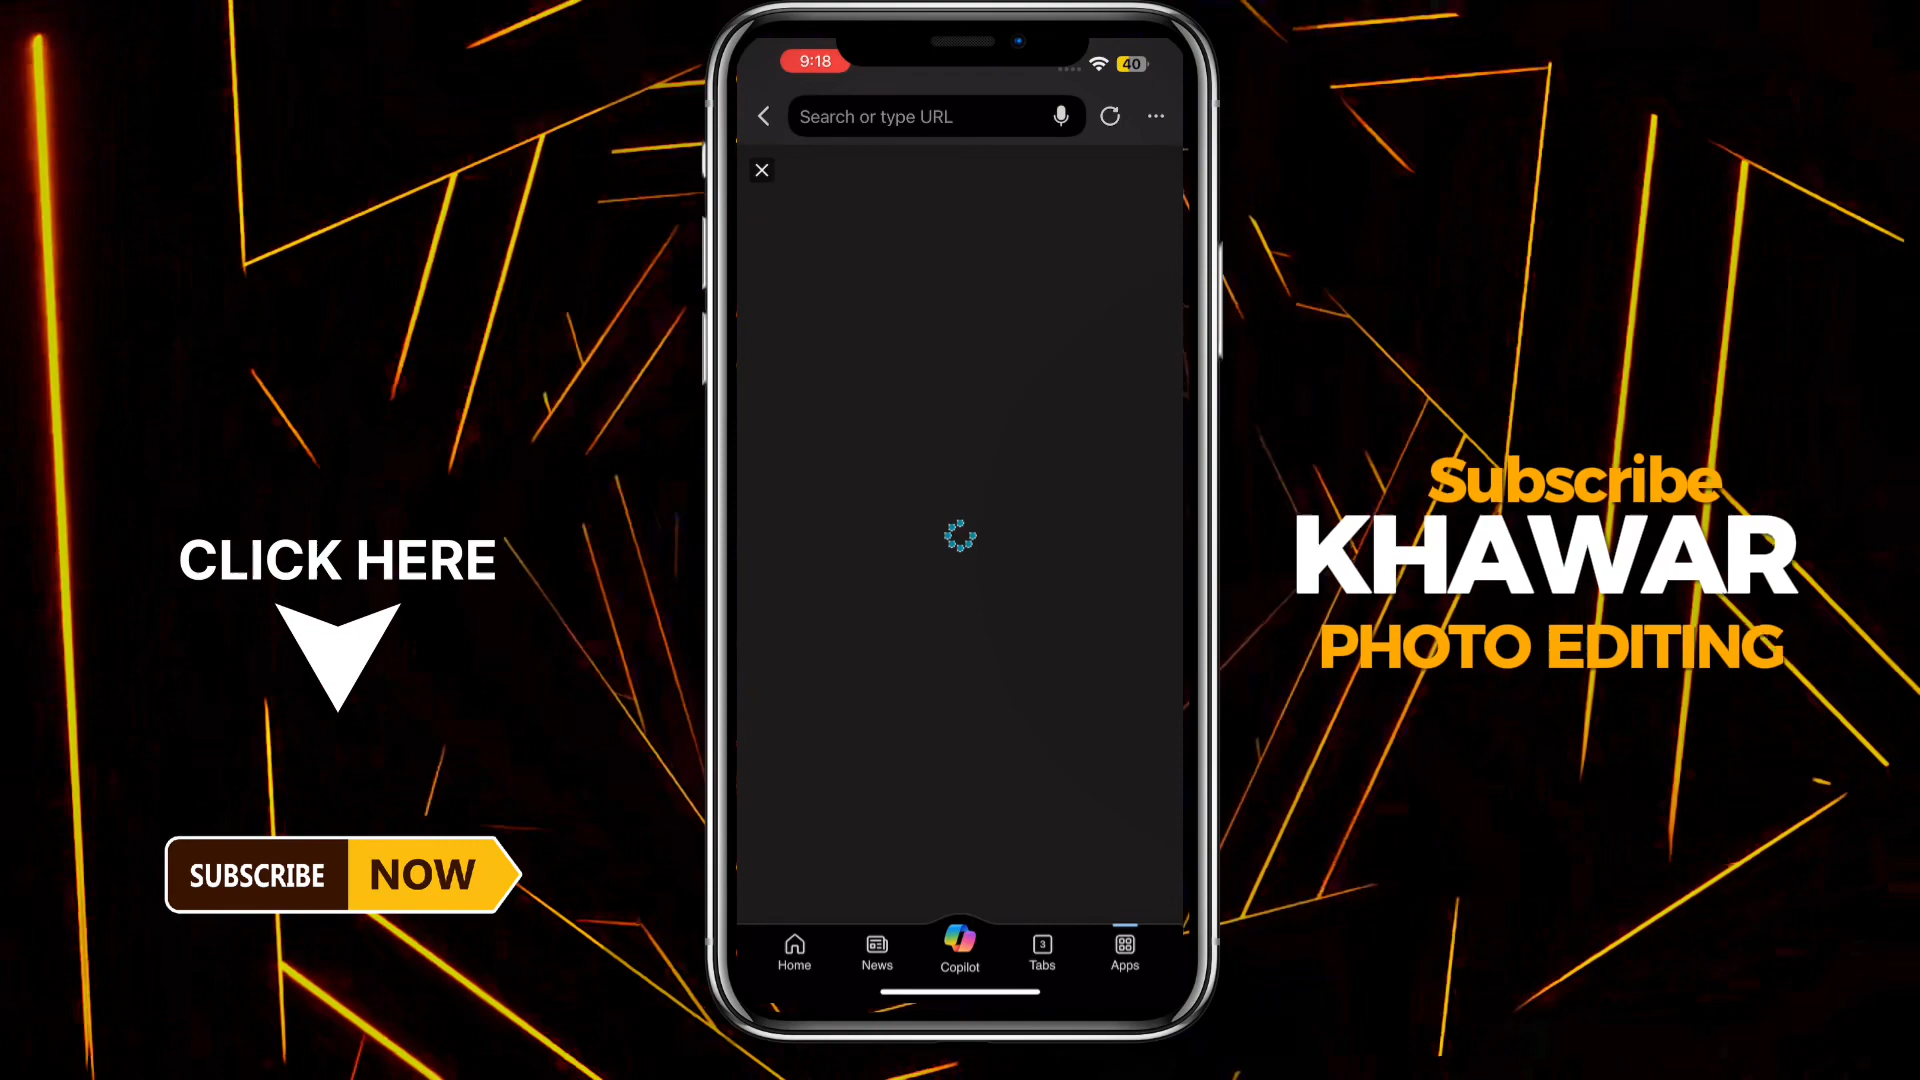 9:18
40
Search or type URL
CLICK HERE
SUBSCRIBE NOW
Subscribe
KHAWAR
PHOTO EDITING
Home
News
Copilot
3
Tabs
Apps